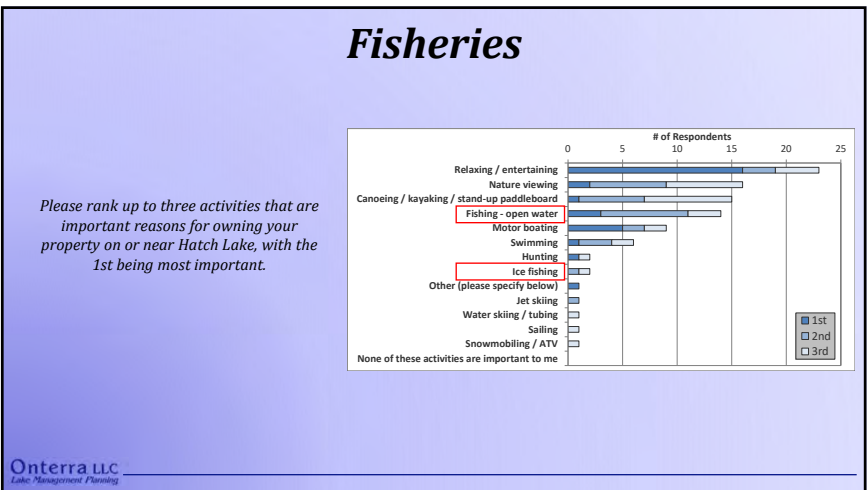 Fisheries
Please rank up to three activities that are
important reasons for owning your
property on or near Hatch Lake, with the
1st being most important.
# of Respondents
0 5 10 15 20 25
Relaxing / entertaining
Nature viewing
Canoeing / kayaking / stand-up paddleboard
Fishing - open water
Motor boating
Swimming
Hunting
Ice fishing
Other (please specify below)
Jet skiing
Water skiing / tubing
Sailing
Snowmobiling / ATV
None of these activities are important to me
1st
2nd
3rd
Onterra LLC
Lake Management Planning